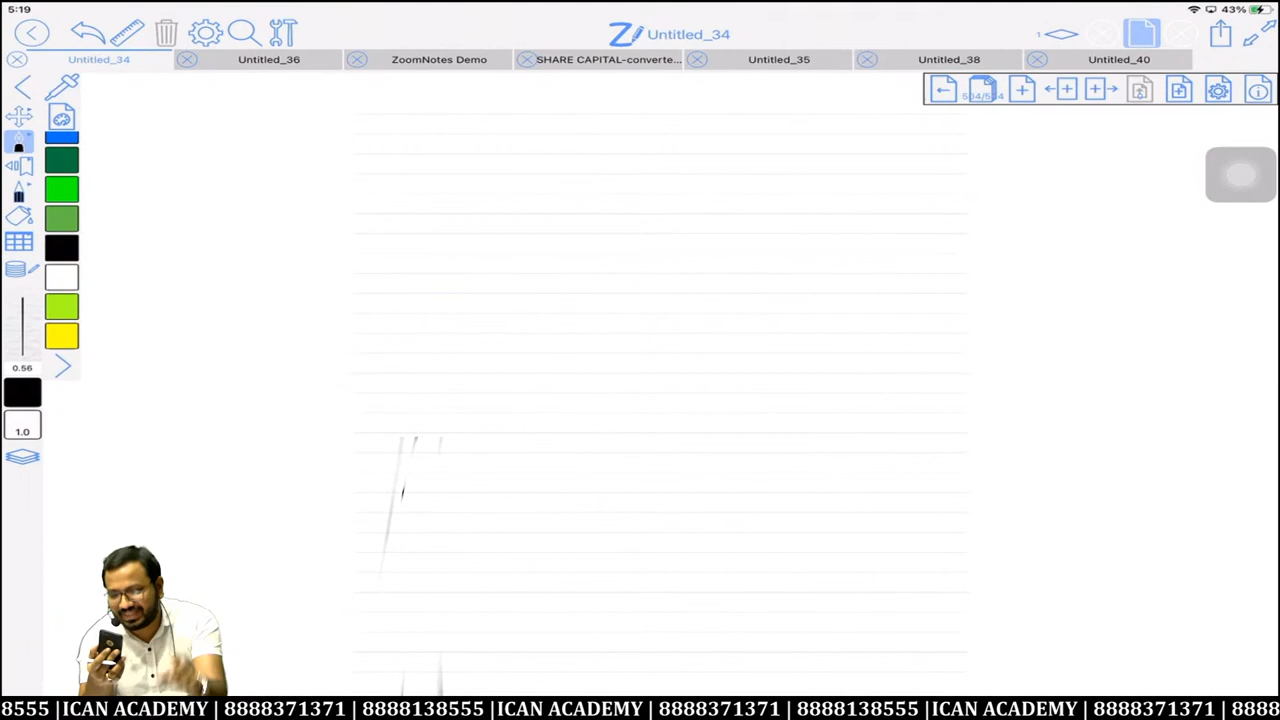 5:19
43%
Untitled_34
1
Untitled_34
Untitled_36
ZoomNotes Demo
SHARE CAPITAL-converte...
Untitled_35
Untitled_38
Untitled_40
0.56
1.0
8555 |ICAN ACADEMY | 8888371371 | 8888138555 |ICAN ACADEMY | 8888371371 | 8888138555 |ICAN ACADEMY | 8888